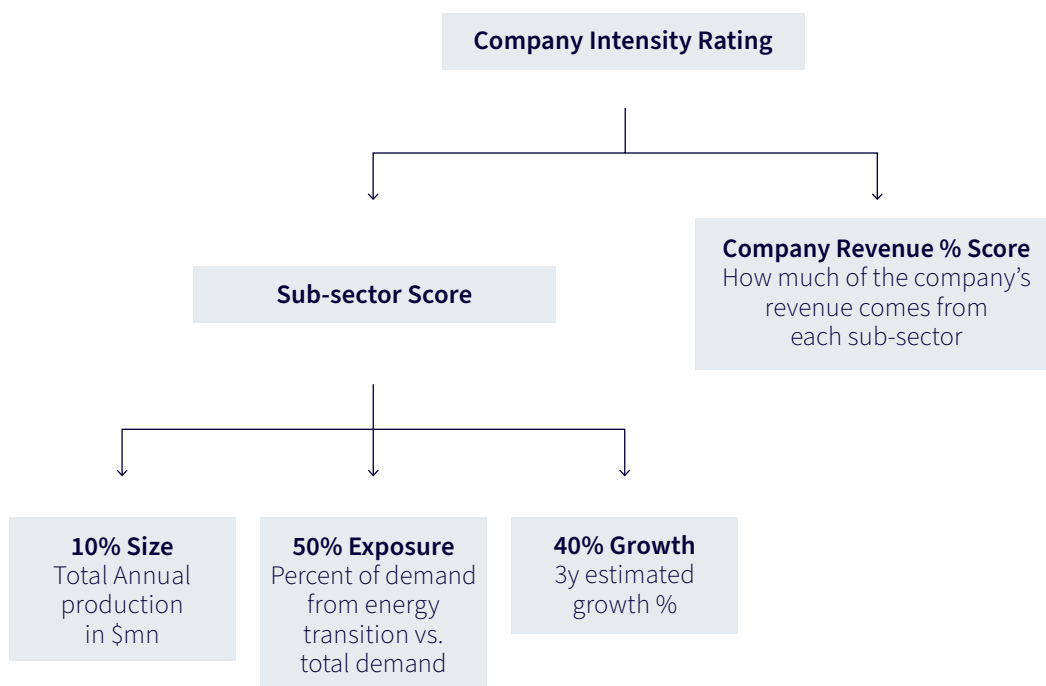 Company Intensity Rating
Sub-sector Score
Company Revenue % Score
How much of the company’s
revenue comes from
each sub-sector
10% Size
Total Annual
production
in $mn
50% Exposure
Percent of demand
from energy
transition vs.
total demand
40% Growth
3y estimated
growth %